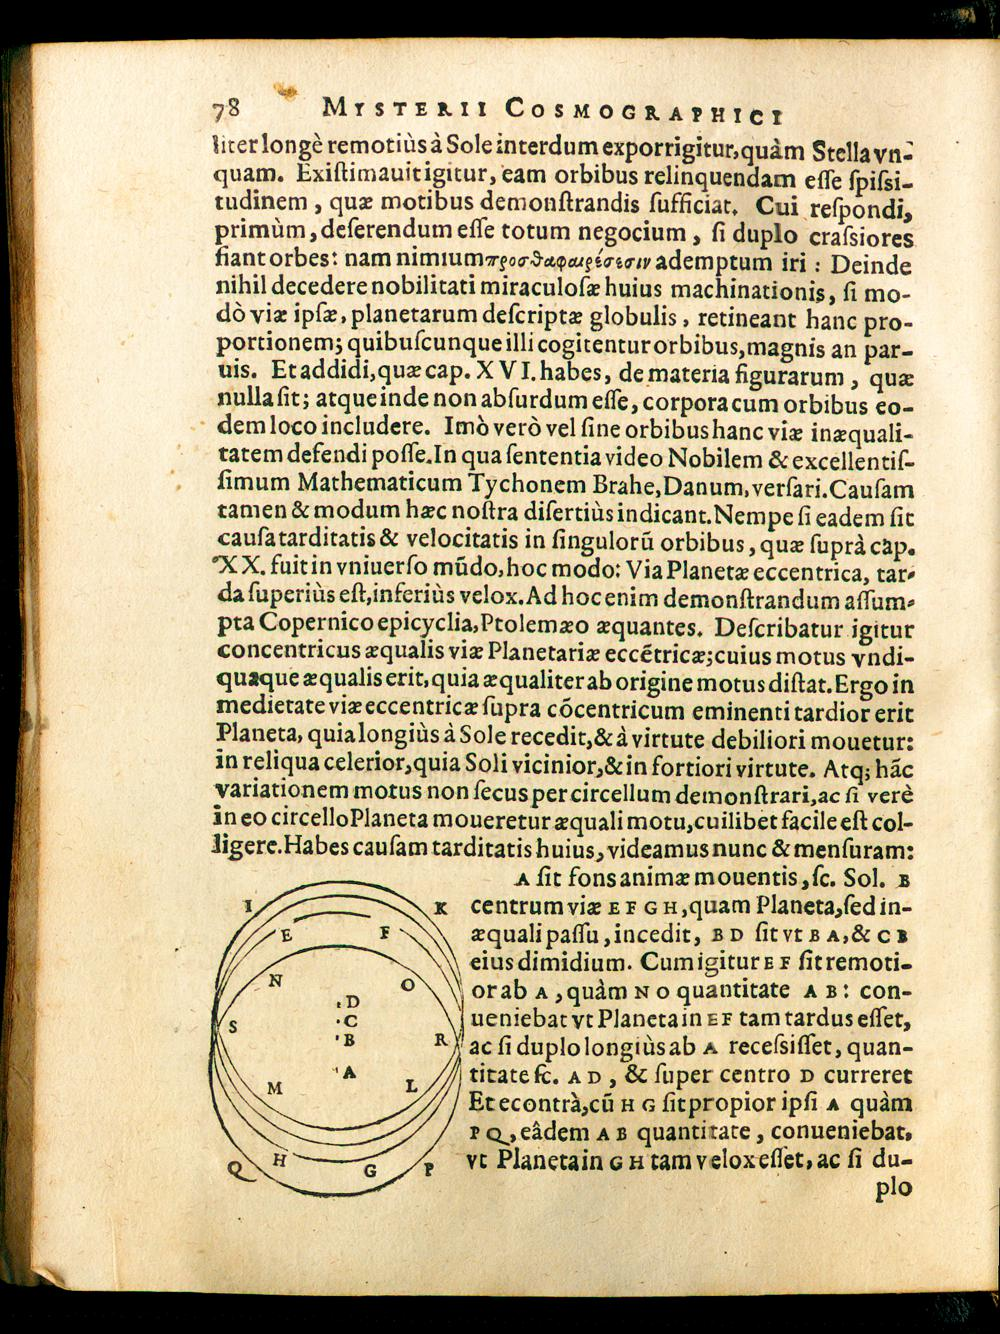 78 MYSTERII COSMOGRAPHICI
liter longè remotiùs à Sole interdum exporrigitur, quàm Stella vn-
quam. Exiſtimauit igitur, eam orbibus relinquendam eſſe ſpiſsi-
tudinem, quæ motibus demonſtrandis ſufficiat. Cui reſpondi,
primùm, deſerendum eſſe totum negocium, ſi duplo craſsiores
fiant orbes: nam nimium προσθαφαιρέσεσιν ademptum iri: Deinde
nihil decedere nobilitati miraculoſæ huius machinationis, ſi mo-
dò viæ ipſæ, planetarum deſcriptæ globulis, retineant hanc pro-
portionem; quibuſcunque illi cogitentur orbibus, magnis an par-
uis. Et addidi, quæ cap. XVI. habes, de materia figurarum, quæ
nulla ſit; atque inde non abſurdum eſſe, corpora cum orbibus eo-
dem loco includere. Imò verò vel ſine orbibus hanc viæ inæquali-
tatem defendi poſſe. In qua ſententia video Nobilem & excellentiſ-
ſimum Mathematicum Tychonem Brahe, Danum, verſari. Cauſam
tamen & modum hæc noſtra diſertiùs indicant. Nempe ſi eadem ſit
cauſa tarditatis & velocitatis in ſingulorũ orbibus, quæ ſuprà cap.
XX. fuit in vniuerſo mũdo, hoc modo: Via Planetæ eccentrica, tar-
da ſuperiùs eſt, inferiùs velox. Ad hoc enim demonſtrandum aſſum-
pta Copernico epicyclia, Ptolemæo æquantes. Deſcribatur igitur
concentricus æqualis viæ Planetariæ eccẽtricæ; cuius motus vndi-
quaque æqualis erit, quia æqualiter ab origine motus diſtat. Ergo in
medietate viæ eccentricæ ſupra cõcentricum eminenti tardior erit
Planeta, quia longiùs à Sole recedit, & à virtute debiliori mouetur:
in reliqua celerior, quia Soli vicinior, & in fortiori virtute. Atq; hãc
variationem motus non ſecus per circellum demonſtrari, ac ſi verè
in eo circello Planeta moueretur æquali motu, cuilibet facile eſt col-
ligere. Habes cauſam tarditatis huius, videamus nunc & menſuram:
A ſit fons animæ mouentis, ſc. Sol. B
centrum viæ E F G H, quam Planeta, ſed in-
æquali paſſu, incedit, B D ſit vt B A, & C B
eius dimidium. Cum igitur E F ſit remoti-
or ab A, quàm N O quantitate A B: con-
ueniebat vt Planeta in E F tam tardus eſſet,
ac ſi duplo longiùs ab A receſsiſſet, quan-
titate ſc. A D, & ſuper centro D curreret
Et econtrà, cũ H G ſit propior ipſi A quàm
P Q, eâdem A B quantitate, conueniebat,
vt Planeta in G H tam velox eſſet, ac ſi du-
plo
I K
E F
N O
D
C
S B R
A
M L
Q H G P